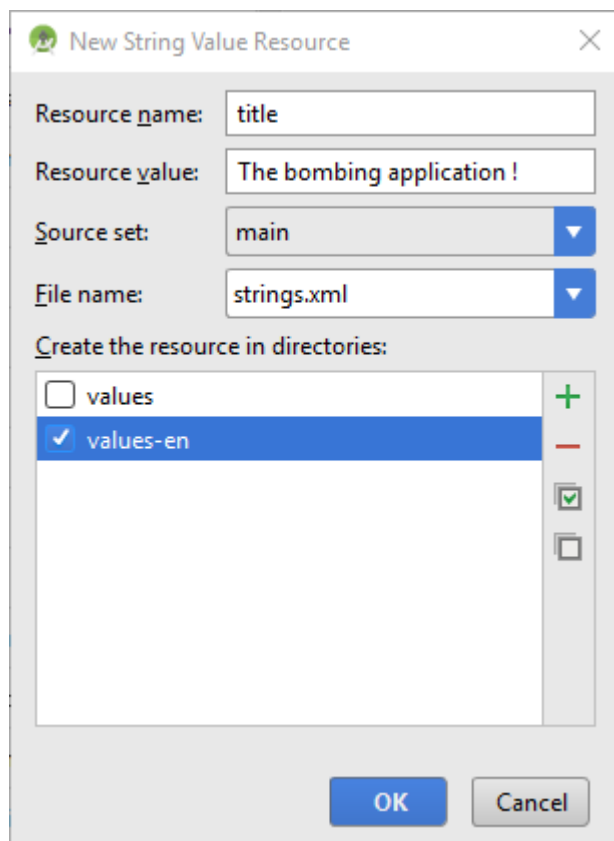 New String Value Resource
Resource name: title
Resource value: The bombing application !
Source set: main
File name: strings.xml
Create the resource in directories:
values
values-en
OK Cancel